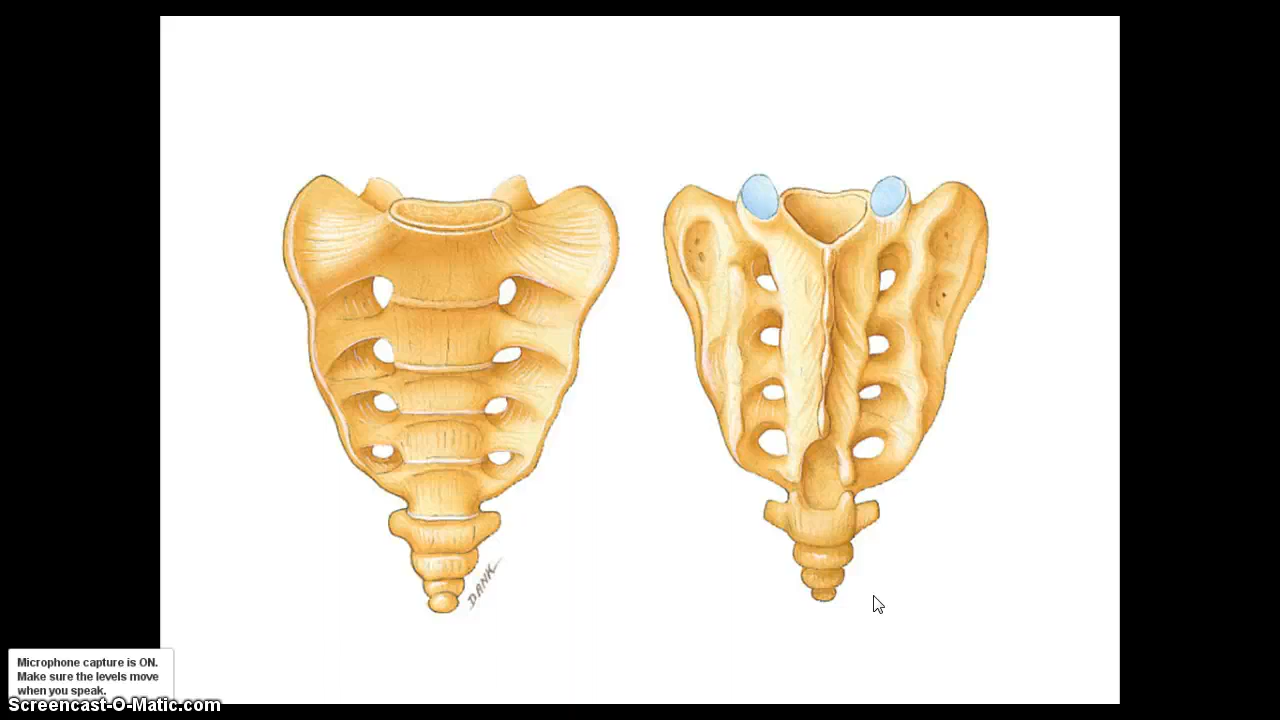 DANK
Microphone capture is ON.
Make sure the levels move
when you speak.
Screencast-O-Matic.com